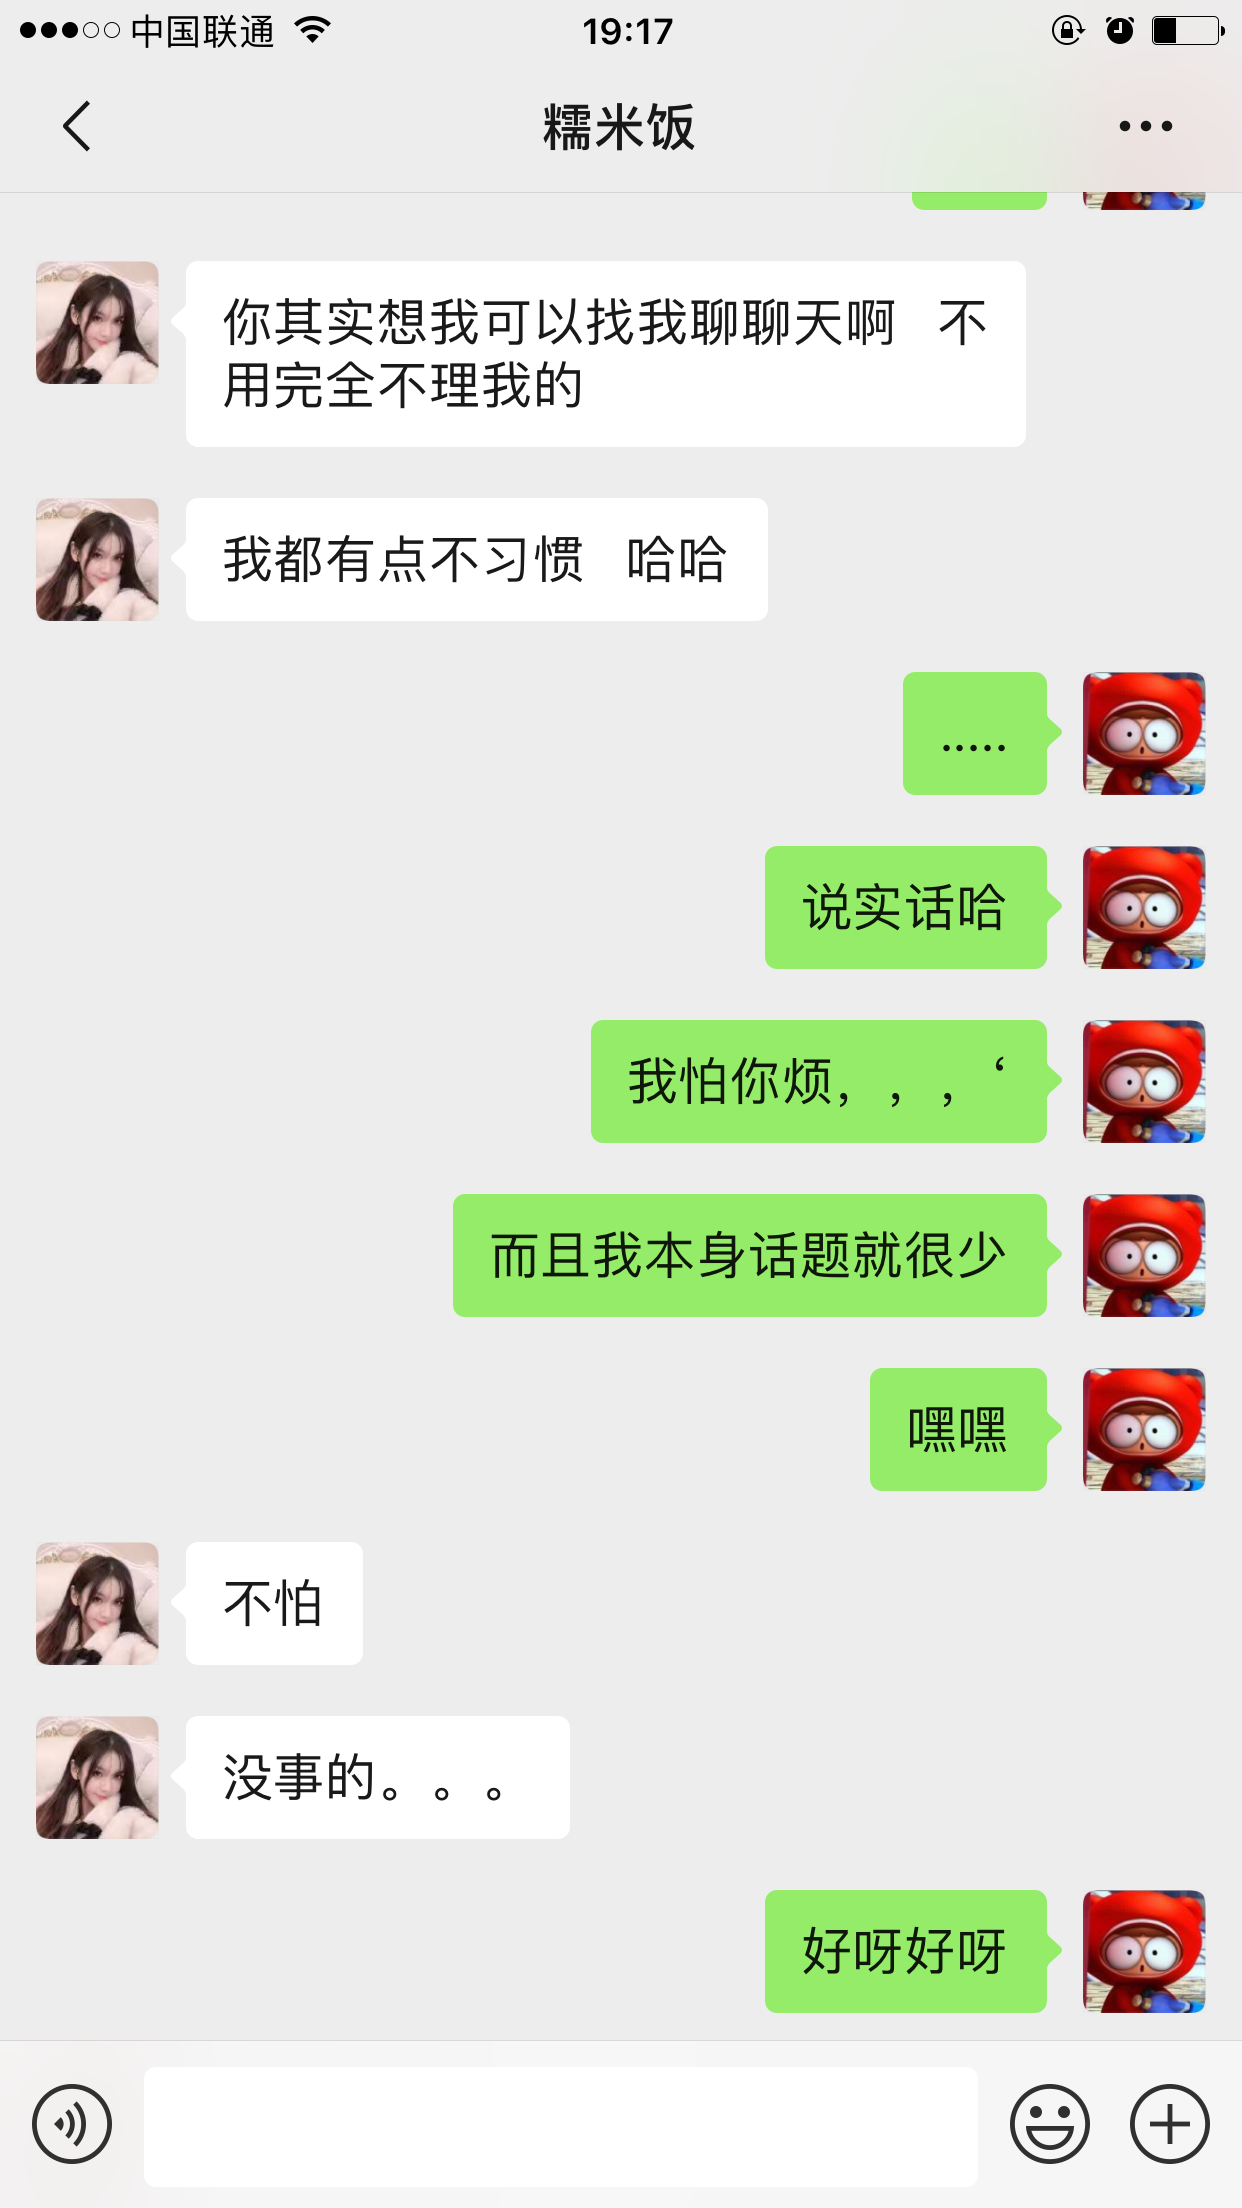 中国联通 19:17
糯米饭
你其实想我可以找我聊聊天啊 不
用完全不理我的
我都有点不习惯 哈哈
.....
说实话哈
我怕你烦，，，‘
而且我本身话题就很少
嘿嘿
不怕
没事的。。。
好呀好呀